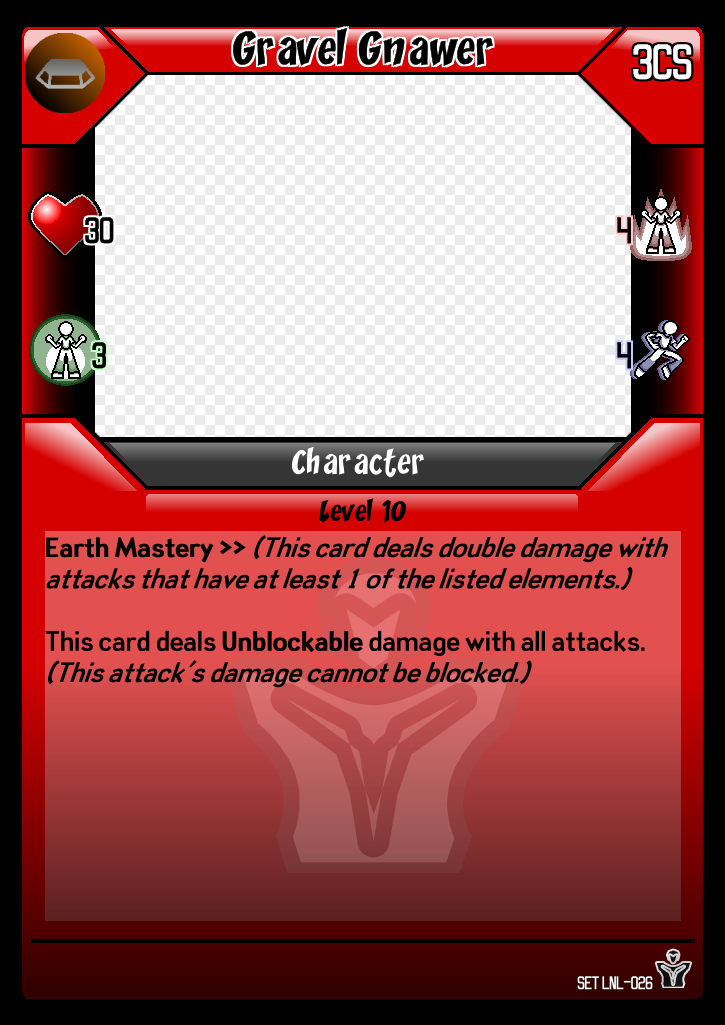 Gravel Gnawer
3CS
30
4
3
4
Character
Level 10
Earth Mastery >> (This card deals double damage with
attacks that have at least 1 of the listed elements.)
This card deals Unblockable damage with all attacks.
(This attack's damage cannot be blocked.)
SET LNL-026